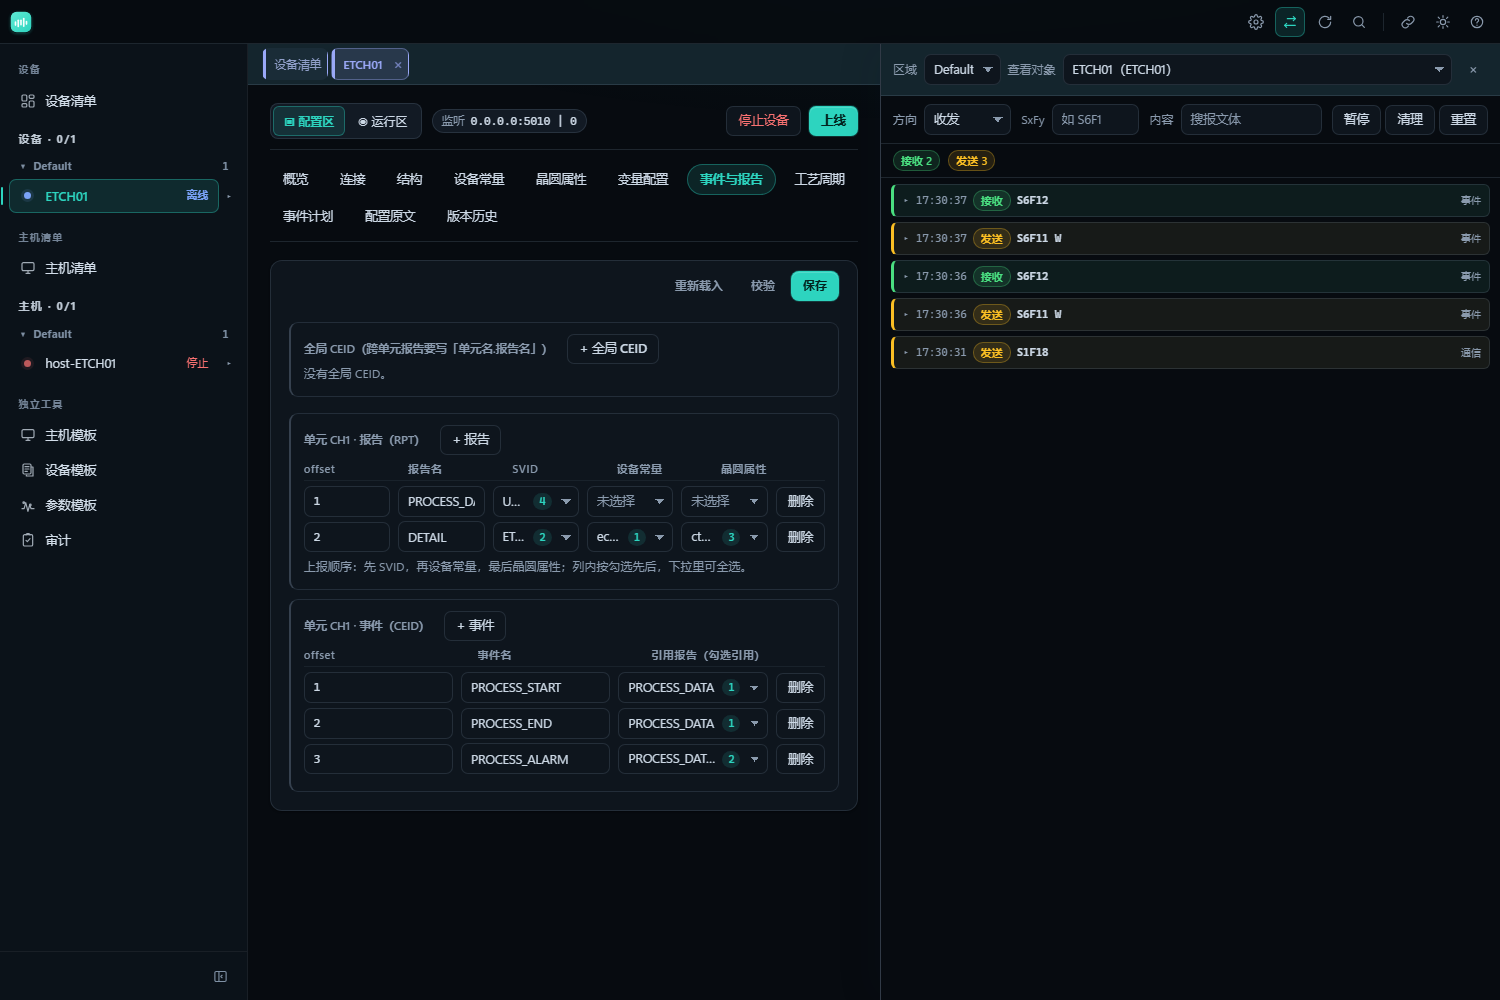 设备
设备清单
设备 · 0/1
Default 1
ETCH01 离线
主机清单
主机清单
主机 · 0/1
Default 1
host-ETCH01 停止
独立工具
主机模板
设备模板
参数模板
审计
设备清单 ETCH01 ×
配置区 运行区 监听 0.0.0.0:5010 | 0 停止设备 上线
概览 连接 结构 设备常量 晶圆属性 变量配置 事件与报告 工艺周期
事件计划 配置原文 版本历史
重新载入 校验 保存
全局 CEID（跨单元报告要写「单元名.报告名」） + 全局 CEID
没有全局 CEID。
单元 CH1 · 报告（RPT） + 报告
offset 报告名 SVID 设备常量 晶圆属性
1 PROCESS_D U... 4 未选择 未选择 删除
2 DETAIL ET... 2 ec... 1 ct... 3 删除
上报顺序：先 SVID，再设备常量，最后晶圆属性；列内按勾选先后，下拉里可全选。
单元 CH1 · 事件（CEID） + 事件
offset 事件名 引用报告（勾选引用）
1 PROCESS_START PROCESS_DATA 1 删除
2 PROCESS_END PROCESS_DATA 1 删除
3 PROCESS_ALARM PROCESS_DAT... 2 删除
区域 Default 查看对象 ETCH01（ETCH01） ×
方向 收发 SxFy 如 S6F1 内容 搜报文体 暂停 清理 重置
接收 2 发送 3
17:30:37 接收 S6F12 事件
17:30:37 发送 S6F11 W 事件
17:30:36 接收 S6F12 事件
17:30:36 发送 S6F11 W 事件
17:30:31 发送 S1F18 通信